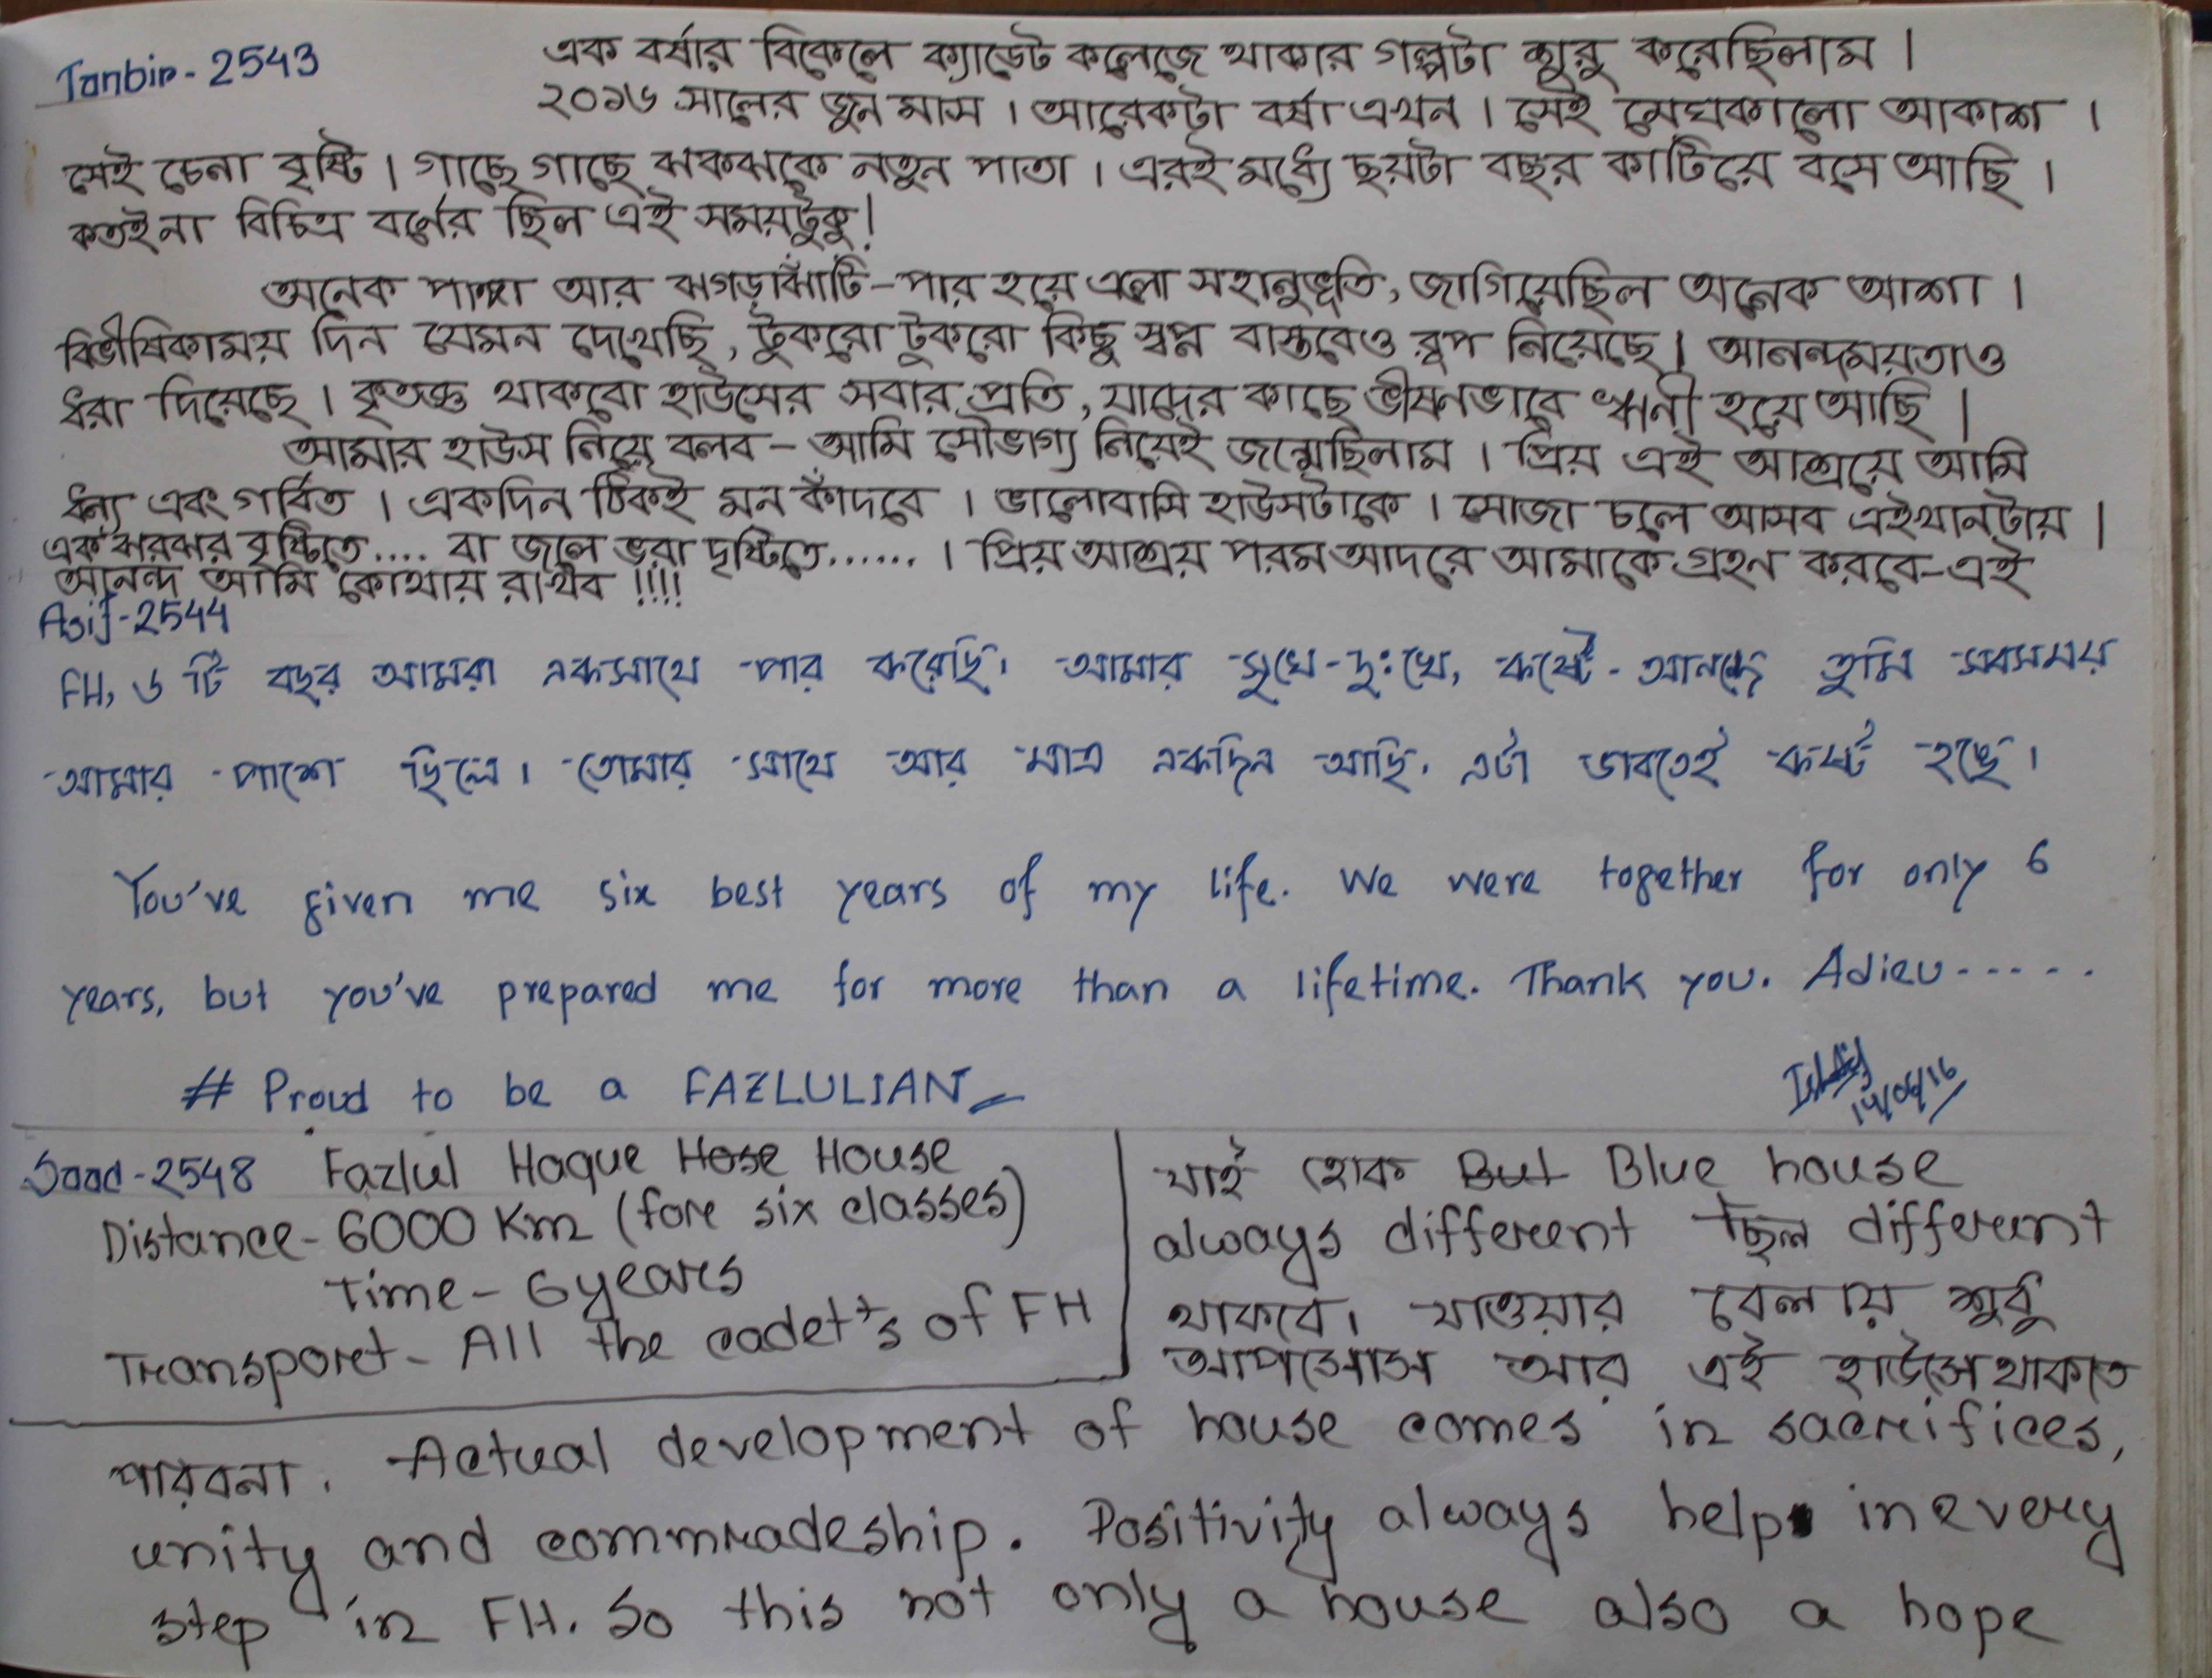 Tanbir - 2543
এক বর্ষার বিকেলে ক্যাডেট কলেজে থাকার গল্পটা শুরু করেছিলাম ।
২০১৬ সালের জুন মাস । আরেকটা বর্ষা এখন । সেই মেঘকালো আকাশ ।
সেই চেনা বৃষ্টি । গাছে গাছে ঝকঝকে নতুন পাতা । এরই মধ্যে ছয়টা বছর কাটিয়ে বসে আছি ।
কতই না বিচিত্র বর্ণের ছিল এই সময়টুকু !
অনেক পাঙ্গা আর ঝগড়াঝাঁটি - পার হয়ে এলো সহানুভূতি, জাগিয়েছিল অনেক আশা ।
বিভীষিকাময় দিন যেমন দেখেছি, টুকরো টুকরো কিছু স্বপ্ন বাস্তবেও রূপ নিয়েছে । আনন্দময়তাও
ধরা দিয়েছে । কৃতজ্ঞ থাকবো হাউসের সবার প্রতি, যাদের কাছে ভীষনভাবে ঋনী হয়ে আছি ।
আমার হাউস নিয়ে বলব - আমি সৌভাগ্য নিয়েই জন্মেছিলাম । প্রিয় এই আশ্রয়ে আমি
ধন্য এবং গর্বিত । একদিন ঠিকই মন কাঁদবে । ভালোবাসি হাউসটাকে । সোজা চলে আসব এইখানটায় ।
এক ঝরঝর বৃষ্টিতে .... বা জলে ভরা দৃষ্টিতে ...... । প্রিয় আশ্রয় পরম আদরে আমাকে গ্রহন করবে - এই
আনন্দ আমি কোথায় রাখব !!!!
Asif - 2544
FH, ৬ টি বছর আমরা একসাথে পার করেছি। আমার সুখে - দুঃখে, কষ্টে - আনন্দে তুমি সবসময়
আমার পাশে ছিলে। তোমার সাথে আর মাত্র একদিন আছি, এটা ভাবতেই কষ্ট হচ্ছে।
You've given me six best years of my life. We were together for only 6
years, but you've prepared me for more than a lifetime. Thank you. Adieu-----
# Proud to be a FAZLULIAN
14/06/16
Saad - 2548 Fazlul Haque Hose House
Distance - 6000 Km (fore six classes)
Time - 6 years
Transport - All the cadet's of FH
যাই হোক But Blue house
always different ছিল different
থাকবে। যাওয়ার বেলায় শুধু
আপসোস আর এই হাউসে থাকতে
পারবনা. Actual development of house comes in sacrifices,
unity and commradeship. Positivity always help in every
step in FH. So this not only a house also a hope